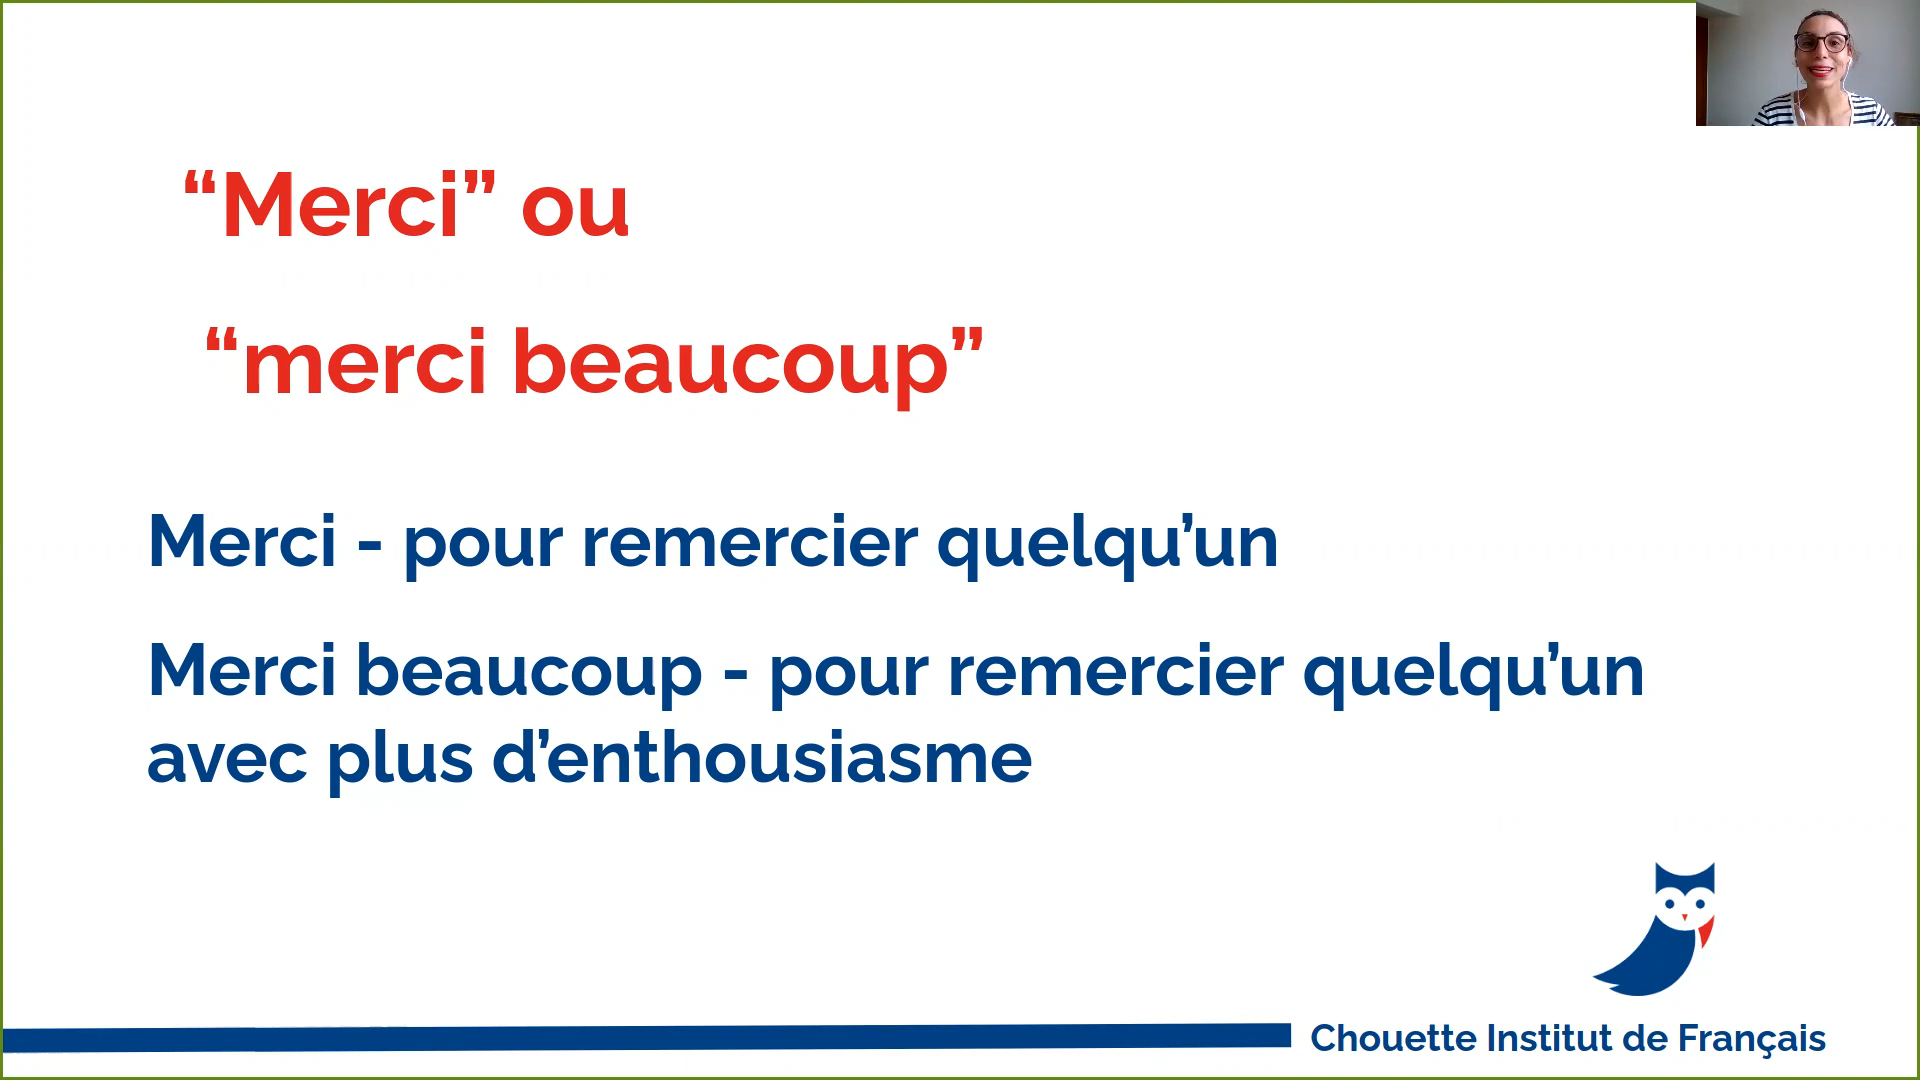 “Merci” ou
“merci beaucoup”
Merci - pour remercier quelqu’un
Merci beaucoup - pour remercier quelqu’un
avec plus d’enthousiasme
Chouette Institut de Français